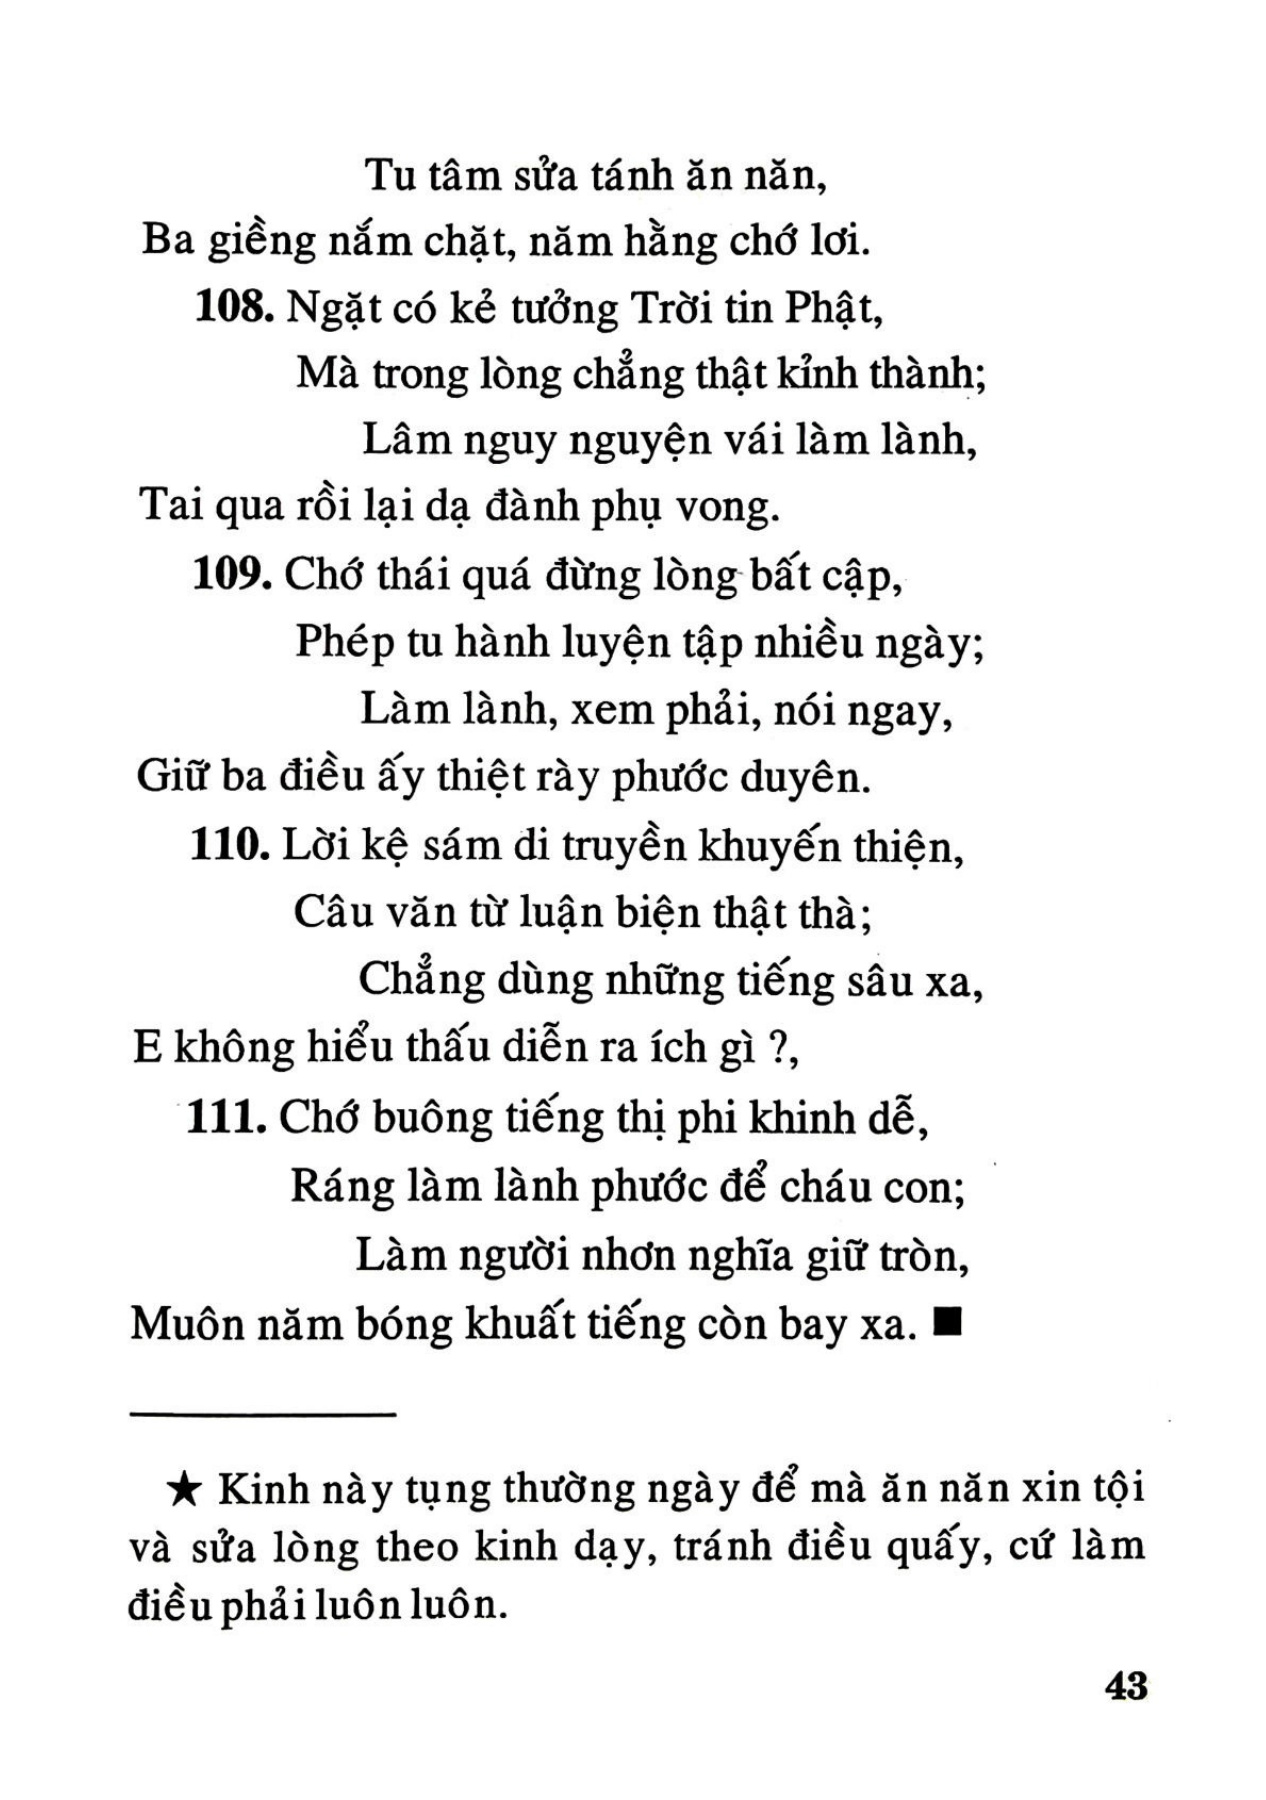 Tu tâm sửa tánh ăn năn,
Ba giềng nắm chặt, năm hằng chớ lơi.
108. Ngặt có kẻ tưởng Trời tin Phật,
Mà trong lòng chẳng thật kỉnh thành;
Lâm nguy nguyện vái làm lành,
Tai qua rồi lại dạ đành phụ vong.
109. Chớ thái quá đừng lòng bất cập,
Phép tu hành luyện tập nhiều ngày;
Làm lành, xem phải, nói ngay,
Giữ ba điều ấy thiệt rày phước duyên.
110. Lời kệ sám di truyền khuyến thiện,
Câu văn từ luận biện thật thà;
Chẳng dùng những tiếng sâu xa,
E không hiểu thấu diễn ra ích gì ?,
111. Chớ buông tiếng thị phi khinh dễ,
Ráng làm lành phước để cháu con;
Làm người nhơn nghĩa giữ tròn,
Muôn năm bóng khuất tiếng còn bay xa. ■
★ Kinh này tụng thường ngày để mà ăn năn xin tội
và sửa lòng theo kinh dạy, tránh điều quấy, cứ làm
điều phải luôn luôn.
43